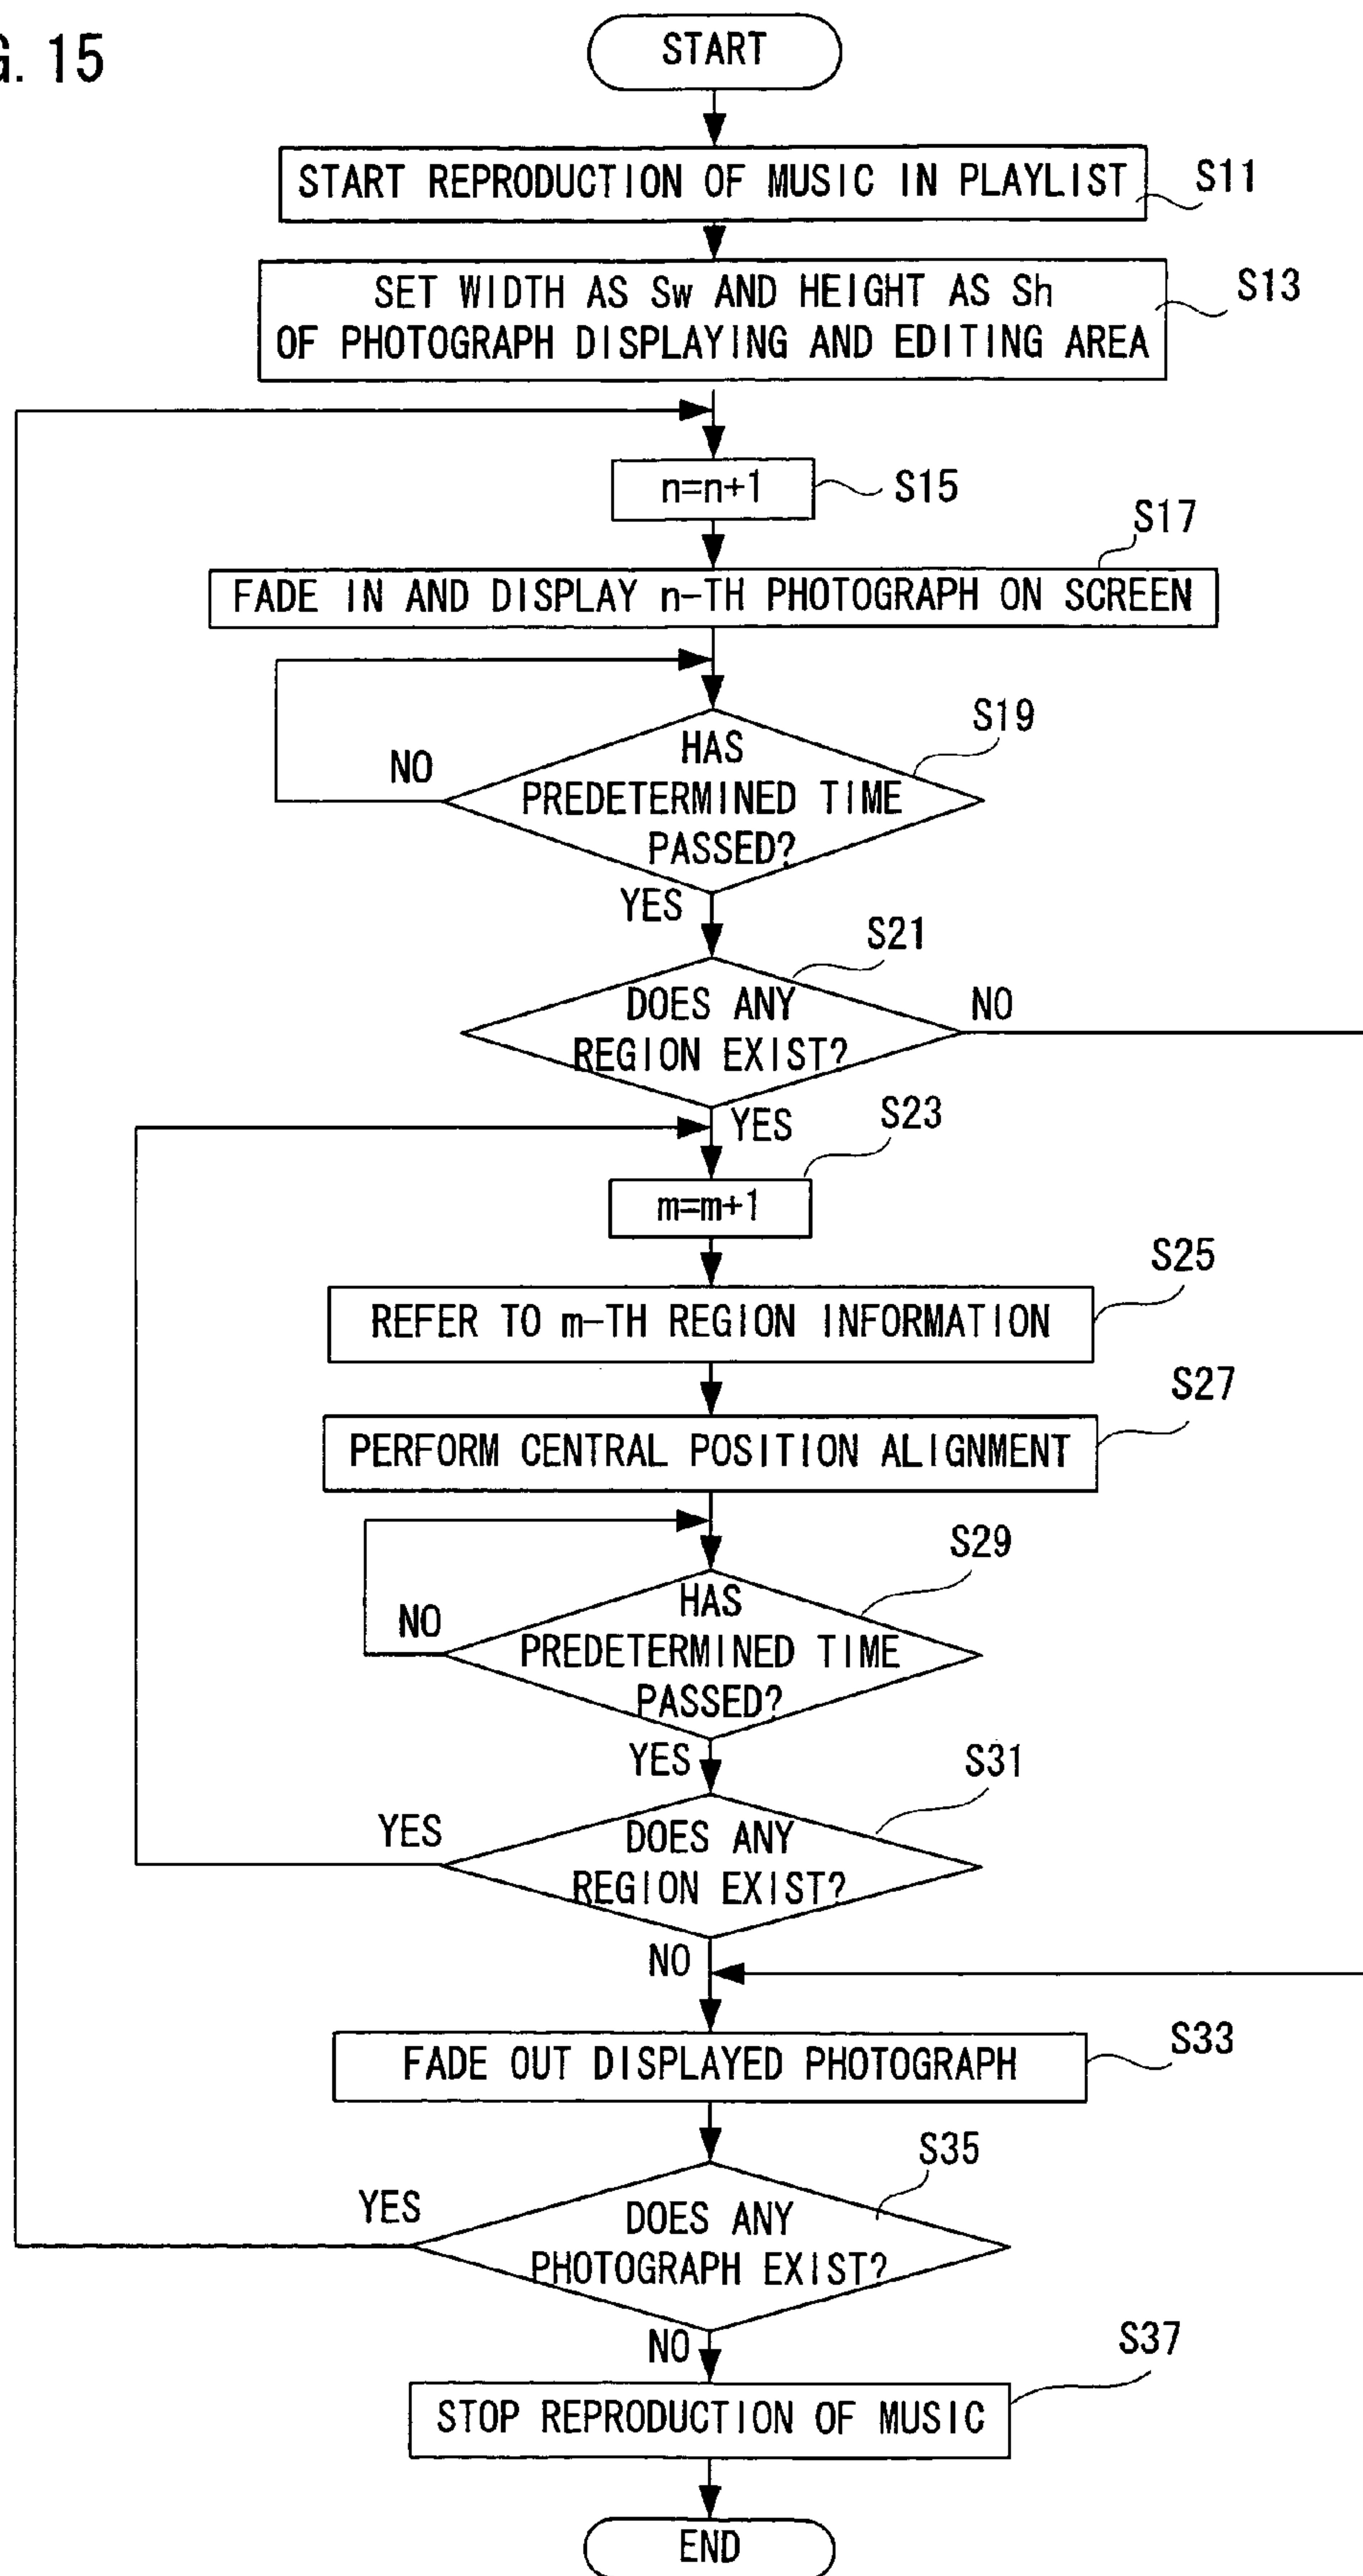 G. 15
START
START REPRODUCTION OF MUSIC IN PLAYLIST
S11
SET WIDTH AS Sw AND HEIGHT AS Sh
OF PHOTOGRAPH DISPLAYING AND EDITING AREA
S13
n=n+1
S15
S17
FADE IN AND DISPLAY n-TH PHOTOGRAPH ON SCREEN
S19
HAS
PREDETERMINED TIME
PASSED?
NO
YES
S21
DOES ANY
REGION EXIST?
NO
YES
S23
m=m+1
S25
REFER TO m-TH REGION INFORMATION
S27
PERFORM CENTRAL POSITION ALIGNMENT
S29
HAS
PREDETERMINED TIME
PASSED?
NO
YES
S31
DOES ANY
REGION EXIST?
YES
NO
S33
FADE OUT DISPLAYED PHOTOGRAPH
S35
DOES ANY
PHOTOGRAPH EXIST?
YES
NO
S37
STOP REPRODUCTION OF MUSIC
END